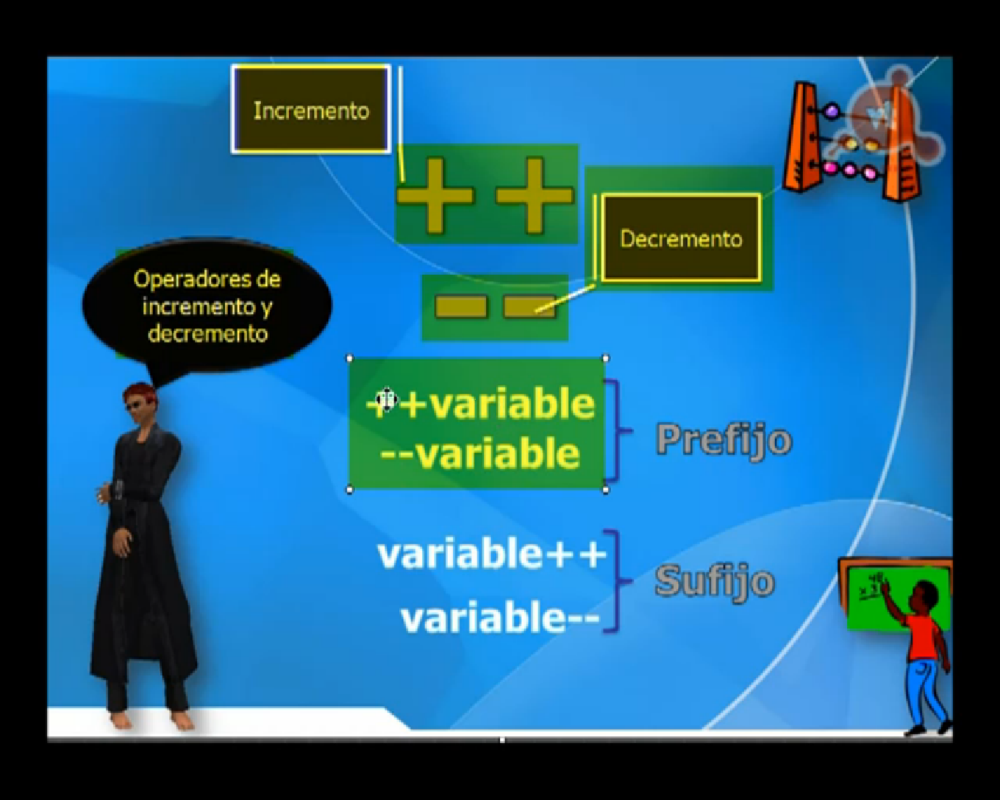 Incremento
++
Decremento
--
Operadores de
incremento y
decremento
++variable
--variable
Prefijo
variable++
variable--
Sufijo